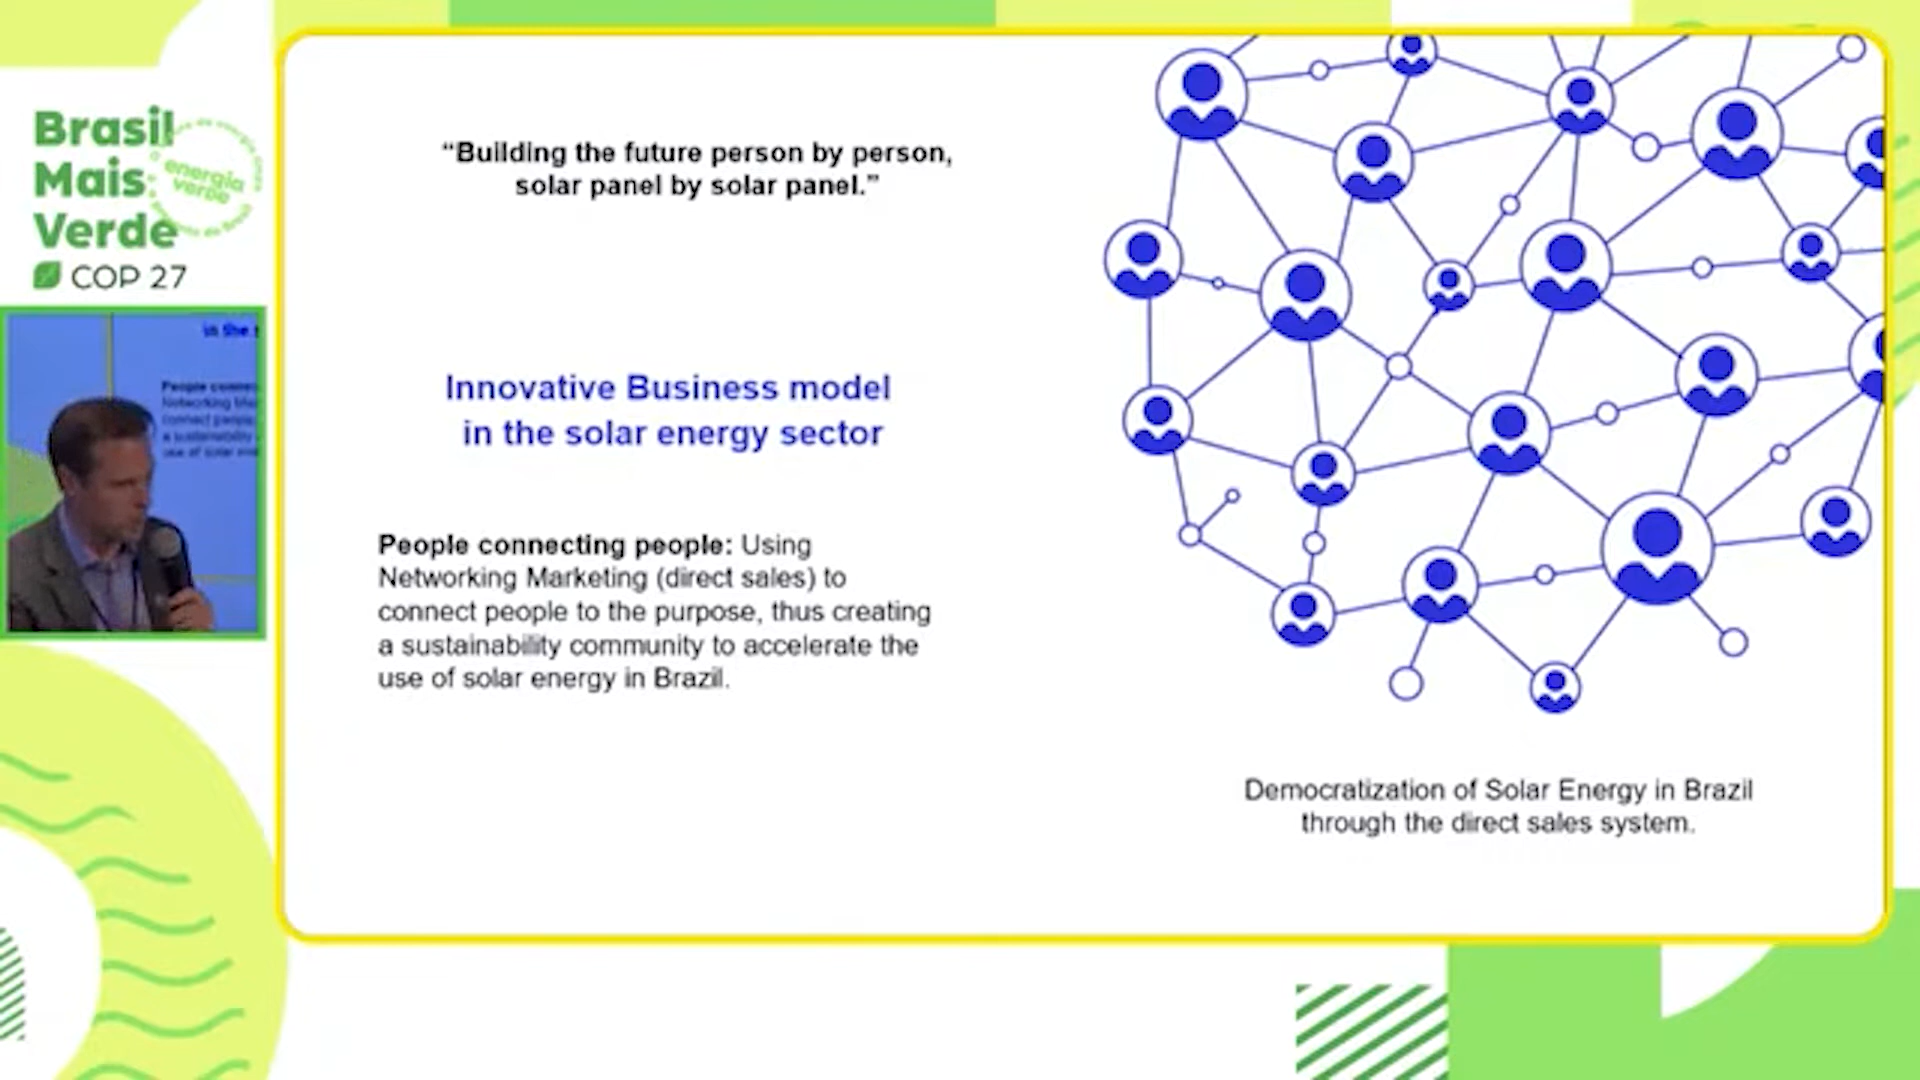 Brasil
Mais
Verde
energia
verde
COP 27
in the
“Building the future person by person,
solar panel by solar panel.”
Innovative Business model
in the solar energy sector
People connecting people: Using
Networking Marketing (direct sales) to
connect people to the purpose, thus creating
a sustainability community to accelerate the
use of solar energy in Brazil.
Democratization of Solar Energy in Brazil
through the direct sales system.